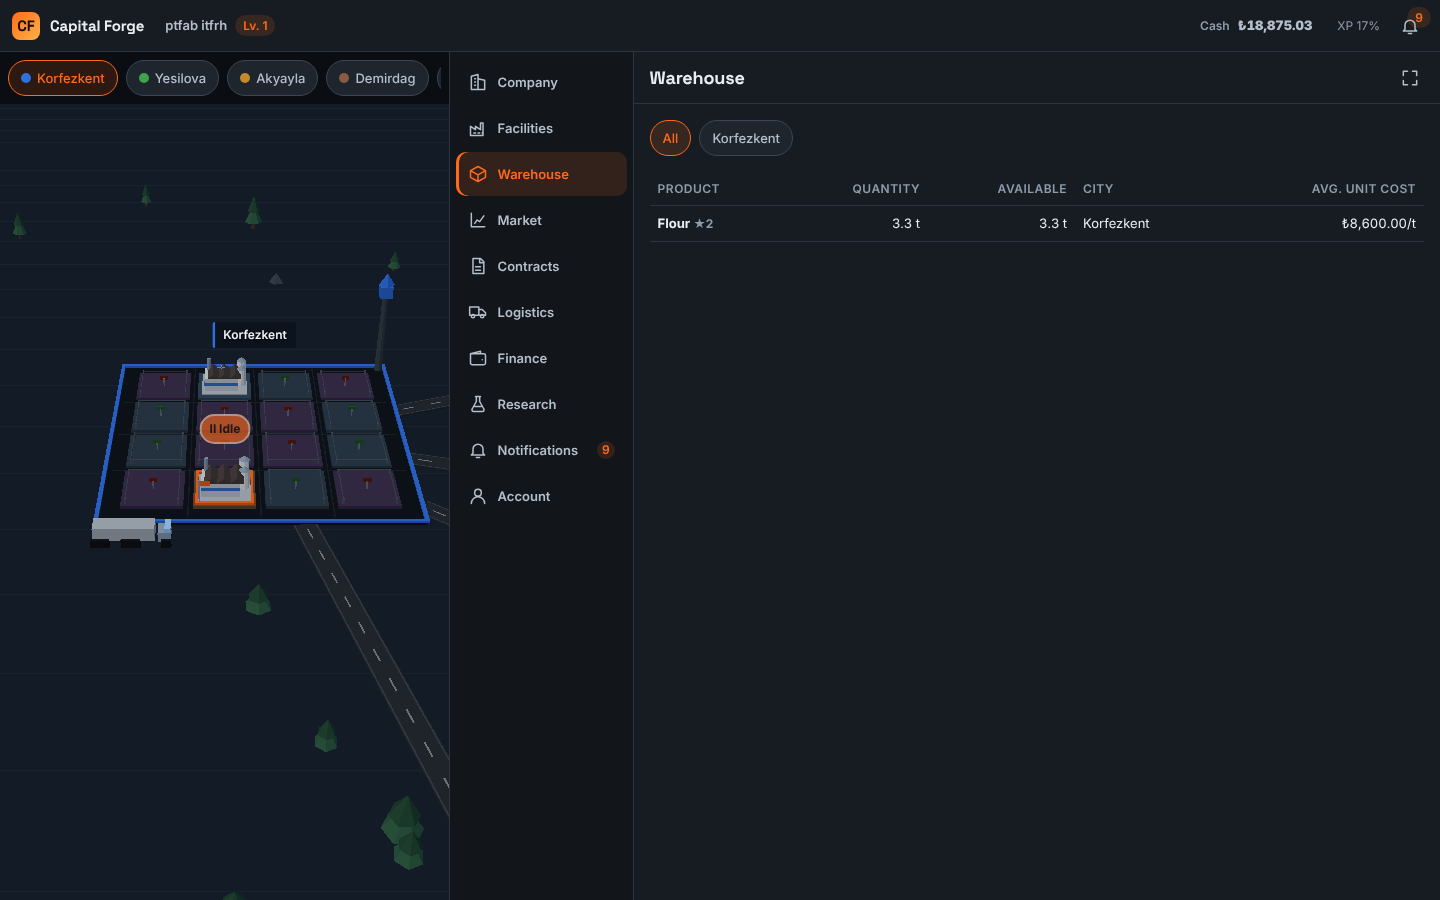 CF Capital Forge ptfab itfrh Lv. 1 Cash ₺18,875.03 XP 17% 9
Korfezkent Yesilova Akyayla Demirdag
Korfezkent
II Idle
Company
Facilities
Warehouse
Market
Contracts
Logistics
Finance
Research
Notifications 9
Account
Warehouse
All Korfezkent
PRODUCT QUANTITY AVAILABLE CITY AVG. UNIT COST
Flour ★2 3.3 t 3.3 t Korfezkent ₺8,600.00/t